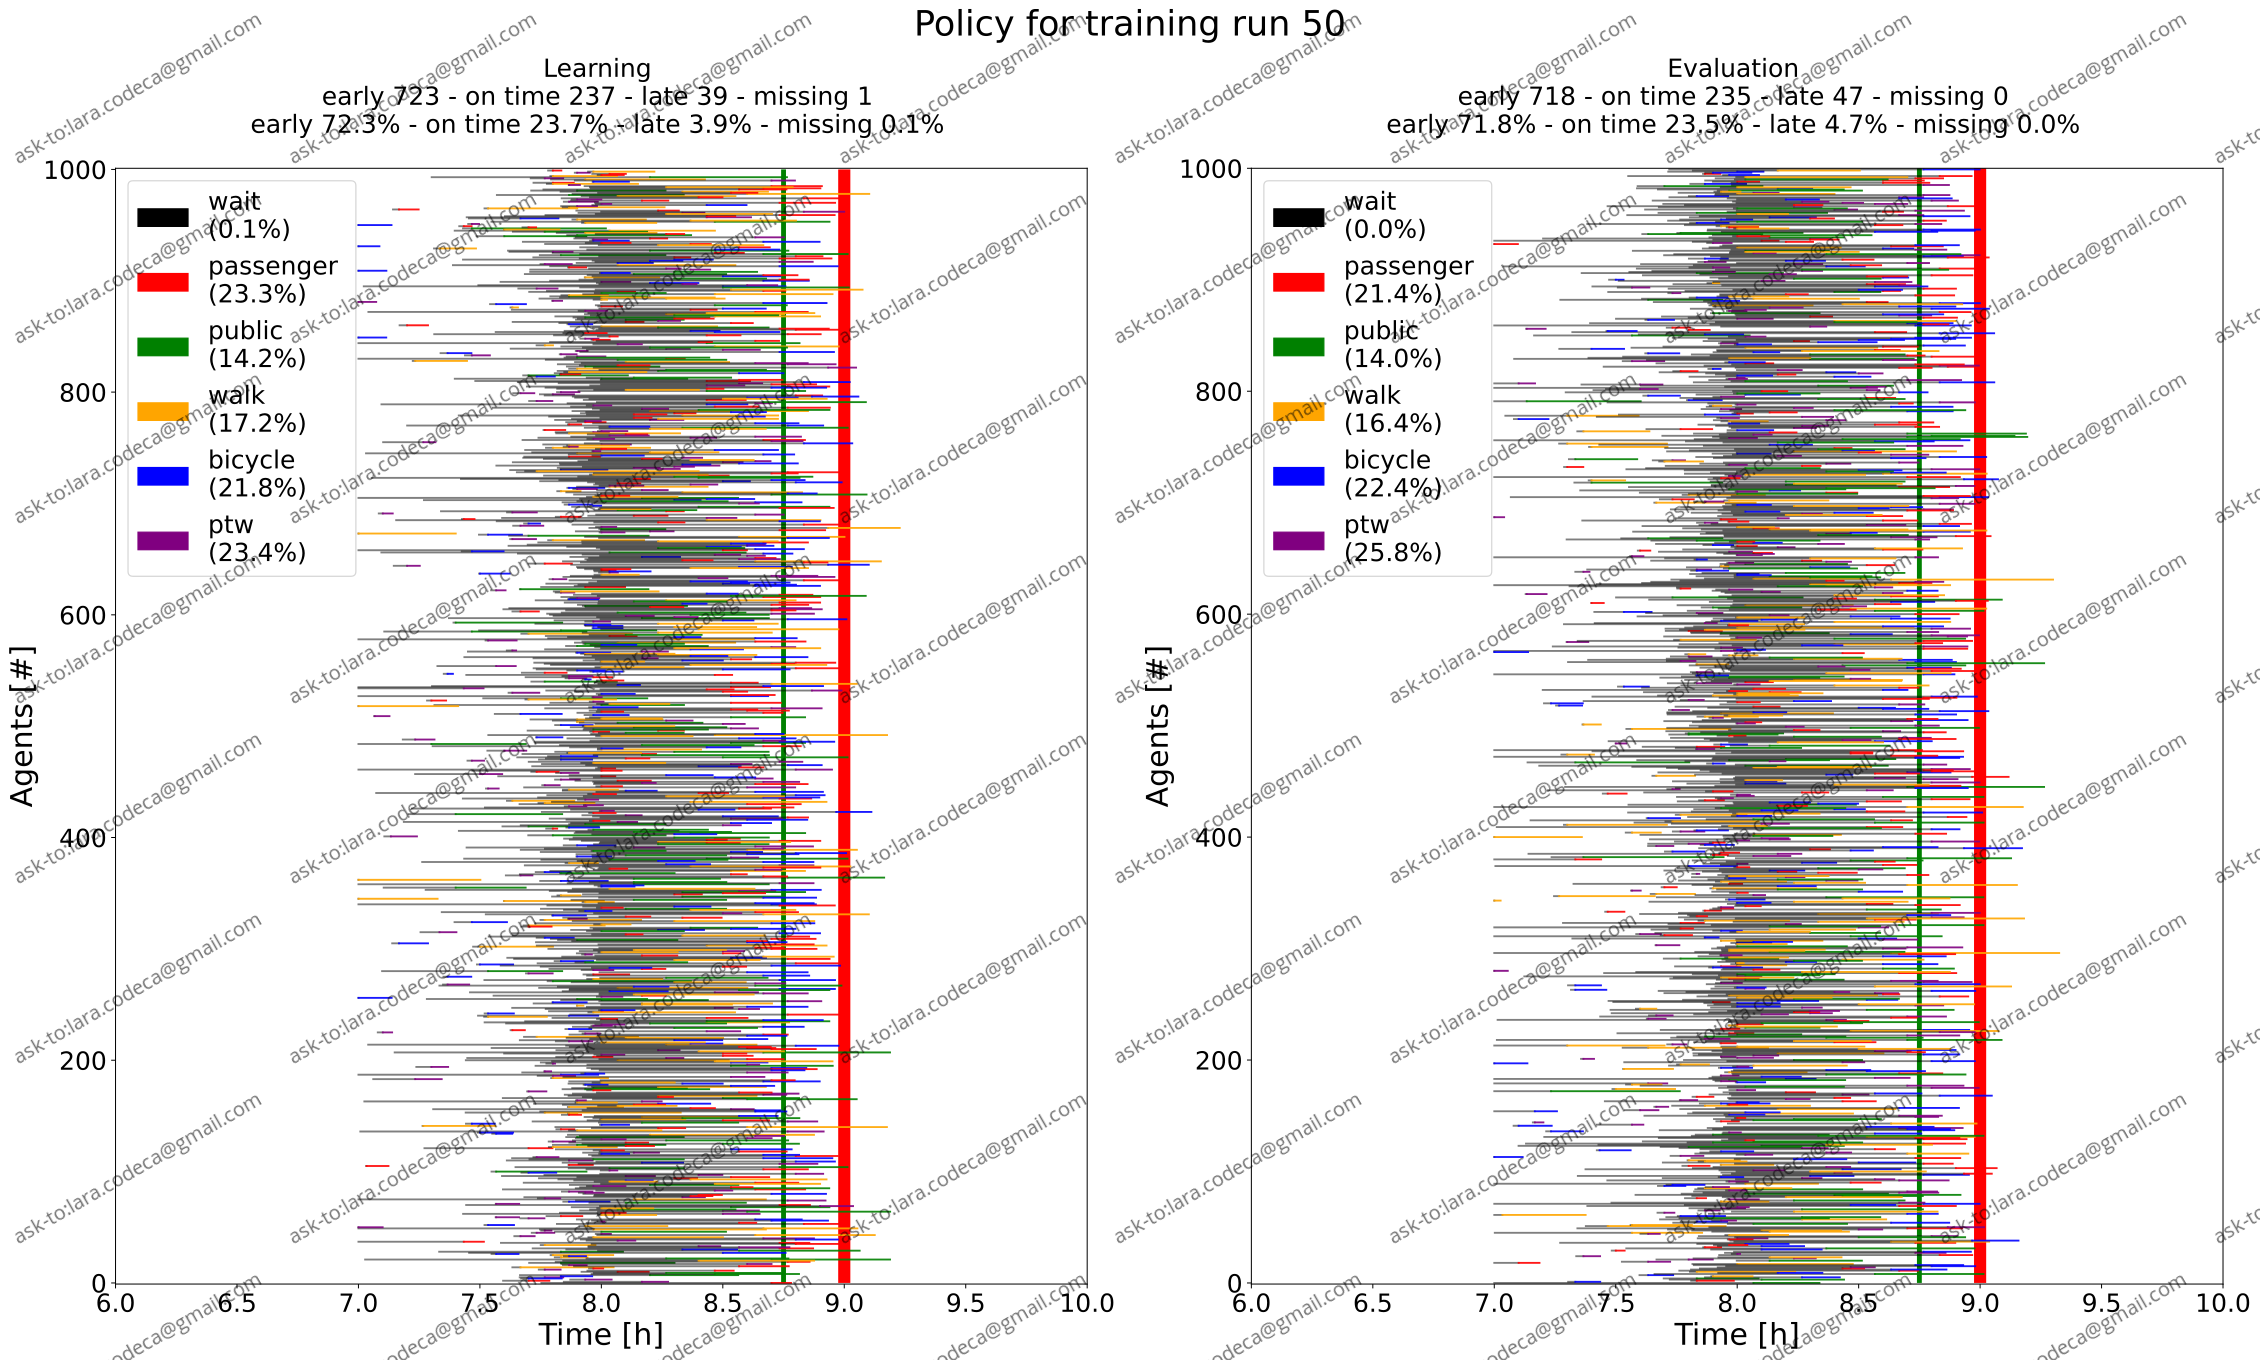 Policy for training run 50
Learning
early 723 - on time 237 - late 39 - missing 1
early 72.3% - on time 23.7% - late 3.9% - missing 0.1%
Evaluation
early 718 - on time 235 - late 47 - missing 0
early 71.8% - on time 23.5% - late 4.7% - missing 0.0%
wait
(0.1%)
passenger
(23.3%)
public
(14.2%)
walk
(17.2%)
bicycle
(21.8%)
ptw
(23.4%)
1000
800
600
400
200
0
Agents [#]
6.0 6.5 7.0 7.5 8.0 8.5 9.0 9.5 10.0
Time [h]
wait
(0.0%)
passenger
(21.4%)
public
(14.0%)
walk
(16.4%)
bicycle
(22.4%)
ptw
(25.8%)
1000
800
600
400
200
0
Agents [#]
6.0 6.5 7.0 7.5 8.0 8.5 9.0 9.5 10.0
Time [h]
ask-to:lara.codeca@gmail.com